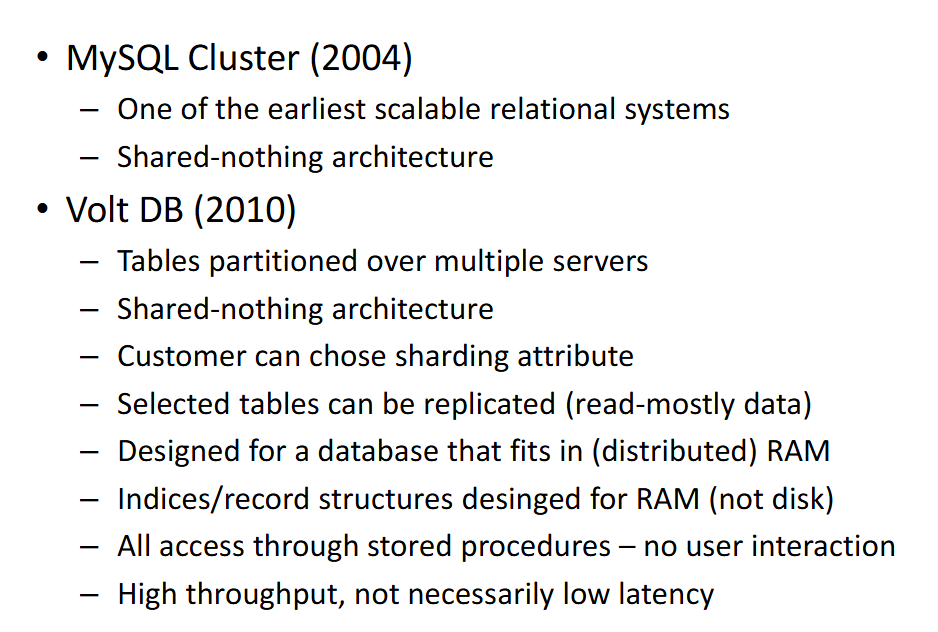 • MySQL Cluster (2004)
– One of the earliest scalable relational systems
– Shared-nothing architecture
• Volt DB (2010)
– Tables partitioned over multiple servers
– Shared-nothing architecture
– Customer can chose sharding attribute
– Selected tables can be replicated (read-mostly data)
– Designed for a database that fits in (distributed) RAM
– Indices/record structures desinged for RAM (not disk)
– All access through stored procedures – no user interaction
– High throughput, not necessarily low latency